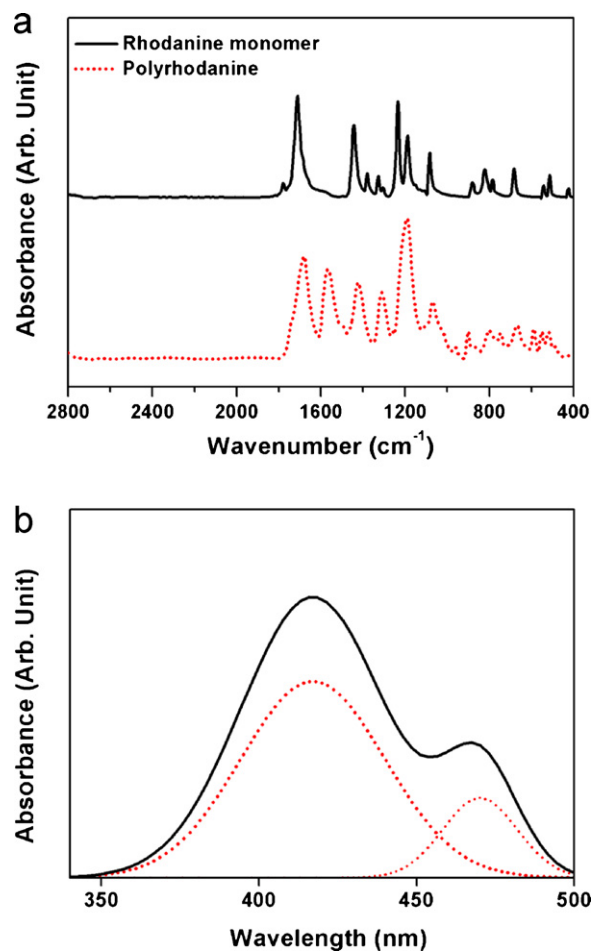 a
Rhodanine monomer
Polyrhodanine
Absorbance (Arb. Unit)
2800 2400 2000 1600 1200 800 400
Wavenumber (cm⁻¹)
b
Absorbance (Arb. Unit)
350 400 450 500
Wavelength (nm)